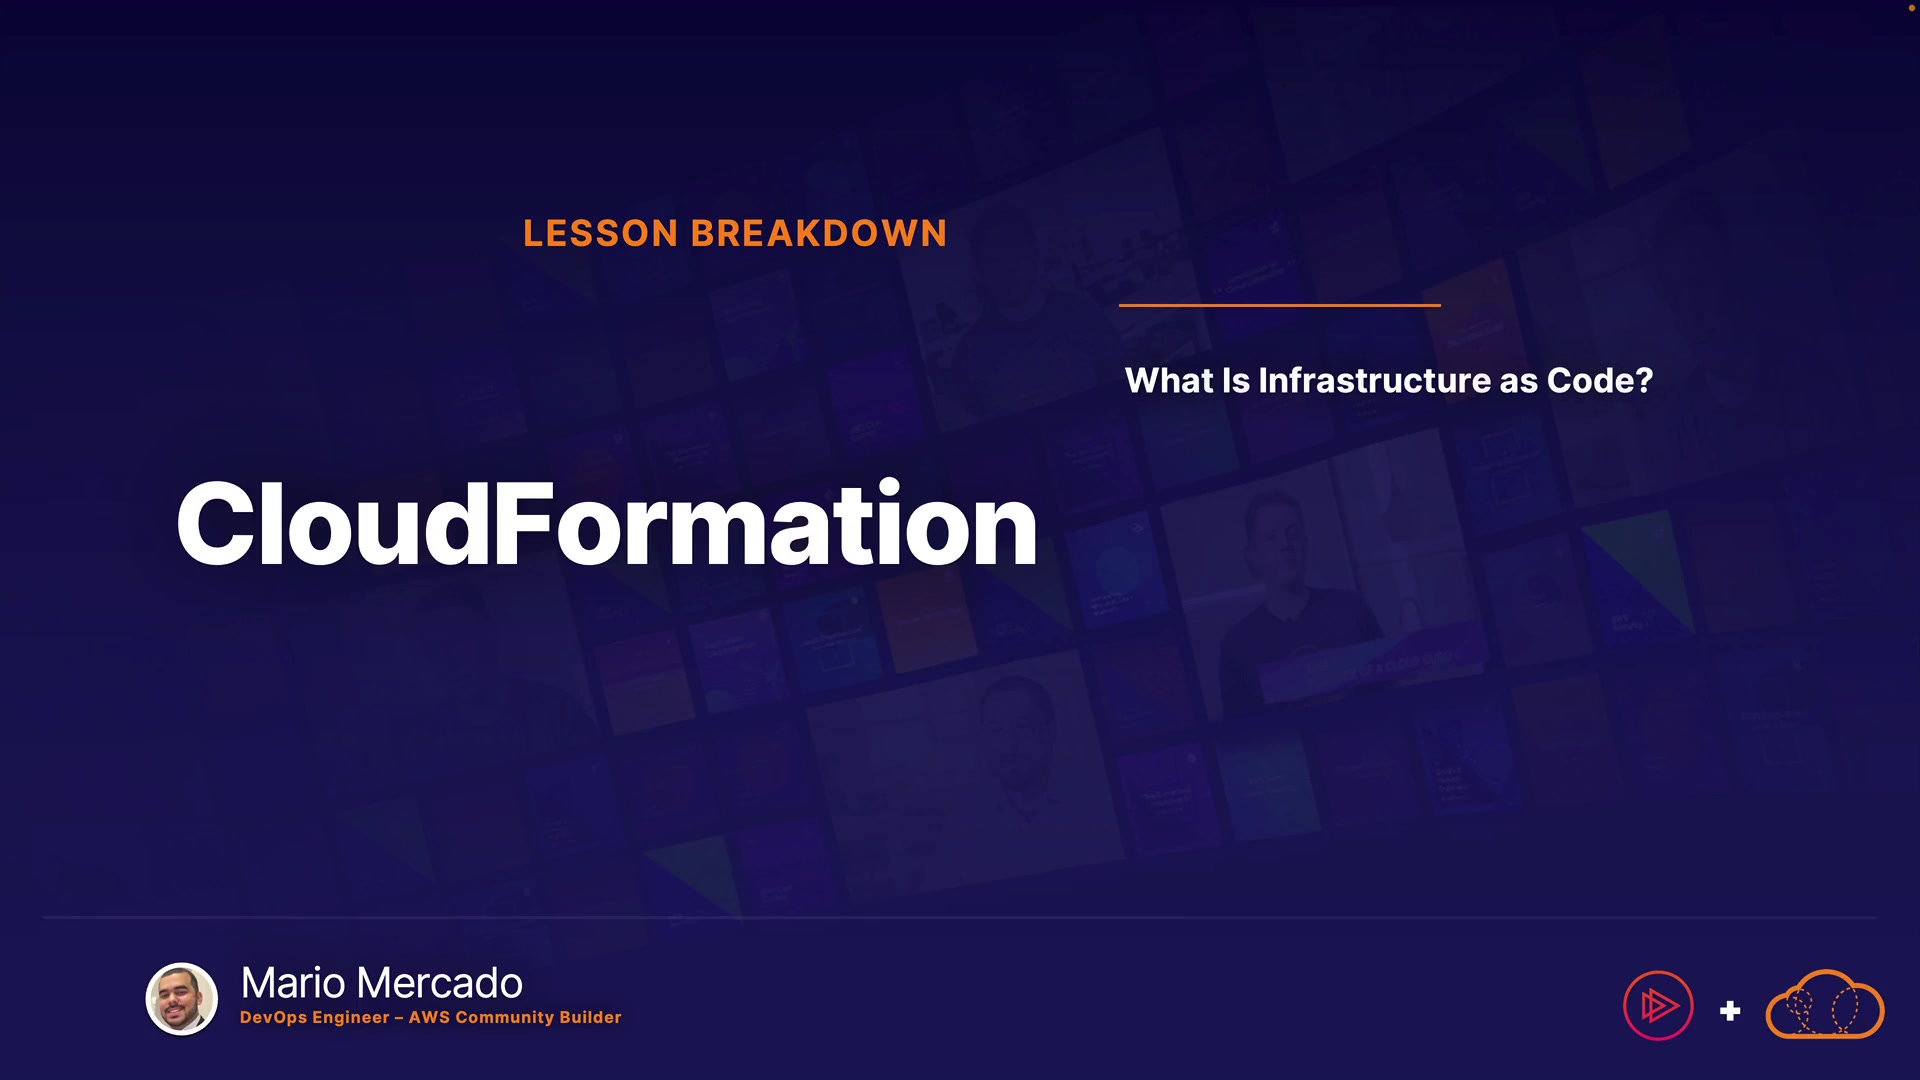 LESSON BREAKDOWN
What Is Infrastructure as Code?
CloudFormation
Mario Mercado
DevOps Engineer – AWS Community Builder